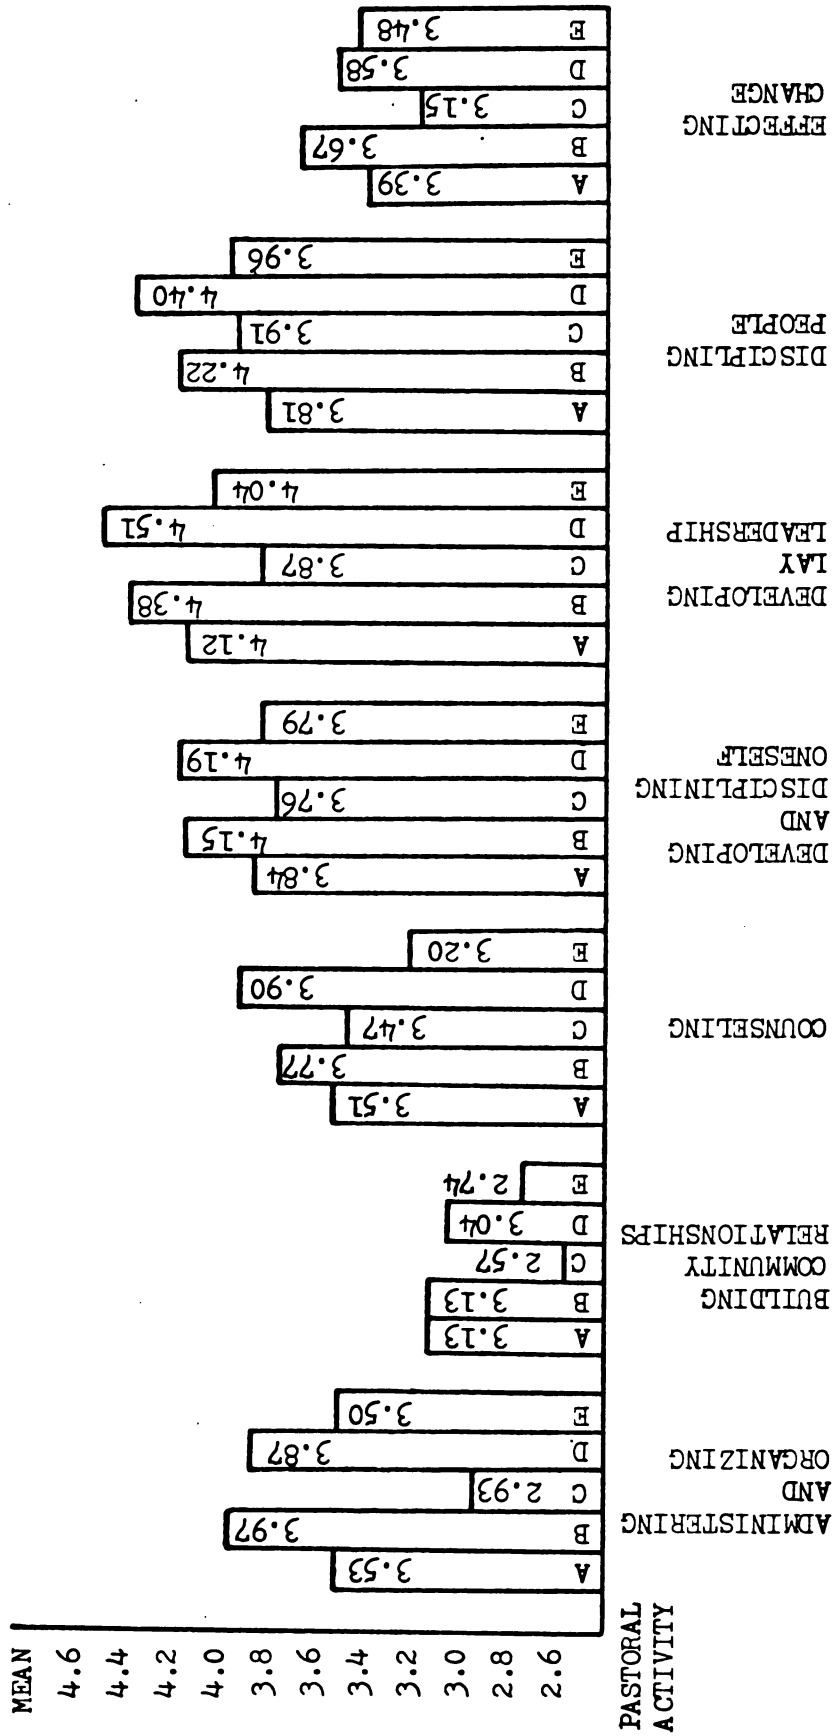 MEAN
4.6
4.4
4.2
4.0
3.8
3.6
3.4
3.2
3.0
2.8
2.6
PASTORAL
ACTIVITY
A 3.53
B 3.97
C 2.93
D 3.87
E 3.50
ADMINISTERING
AND
ORGANIZING
A 3.13
B 3.13
C 2.57
D 3.04
E 2.74
BUILDING
COMMUNITY
RELATIONSHIPS
A 3.51
B 3.77
C 3.47
D 3.90
E 3.20
COUNSELING
A 3.84
B 4.15
C 3.76
D 4.19
E 3.79
DEVELOPING
AND
DISCIPLINING
ONESELF
A 4.12
B 4.38
C 3.87
D 4.51
E 4.04
DEVELOPING
LAY
LEADERSHIP
A 3.81
B 4.22
C 3.91
D 4.40
E 3.96
DISCIPLING
PEOPLE
A 3.39
B 3.67
C 3.15
D 3.58
E 3.48
EFFECTING
CHANGE